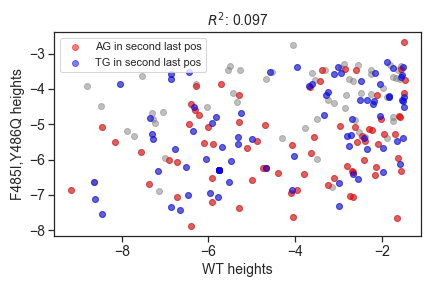 R²: 0.097
AG in second last pos
TG in second last pos
F485I,Y486Q heights
−3
−4
−5
−6
−7
−8
−8
−6
−4
−2
WT heights